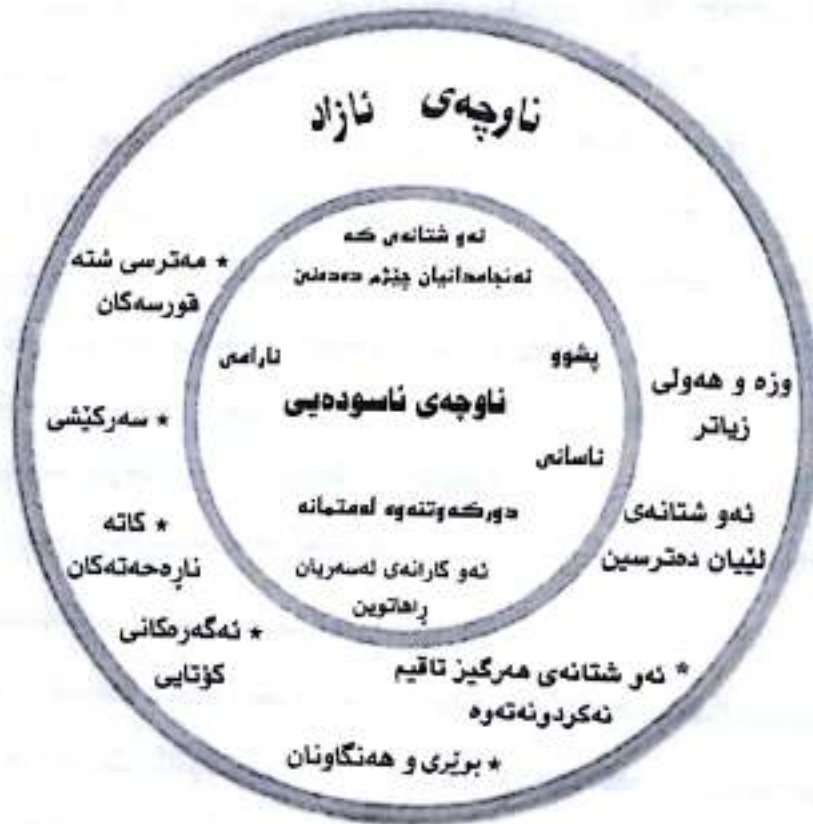 ناوچەی ئازاد
ئەو شتانەی کە
ئەنجامدانیان چێژم دەدەنێ
★ مەترسی شتە
قورسەکان
پشوو
ئارامی
وزە و هەوڵی
زیاتر
ناوچەی ئاسودەیی
★ سەرکێشی
ئاسانی
دورکەوتنەوە لەمتمانە
ئەو شتانەی
لێیان دەترسین
★ کاتە
ناڕەحەتەکان
ئەو کارانەی لەسەریان
ڕاهاتوین
★ ئەگەرەکانی
کۆتایی
★ ئەو شتانەی هەرگیز تاقیم
نەکردونەتەوە
★ بوێری و هەنگاونان